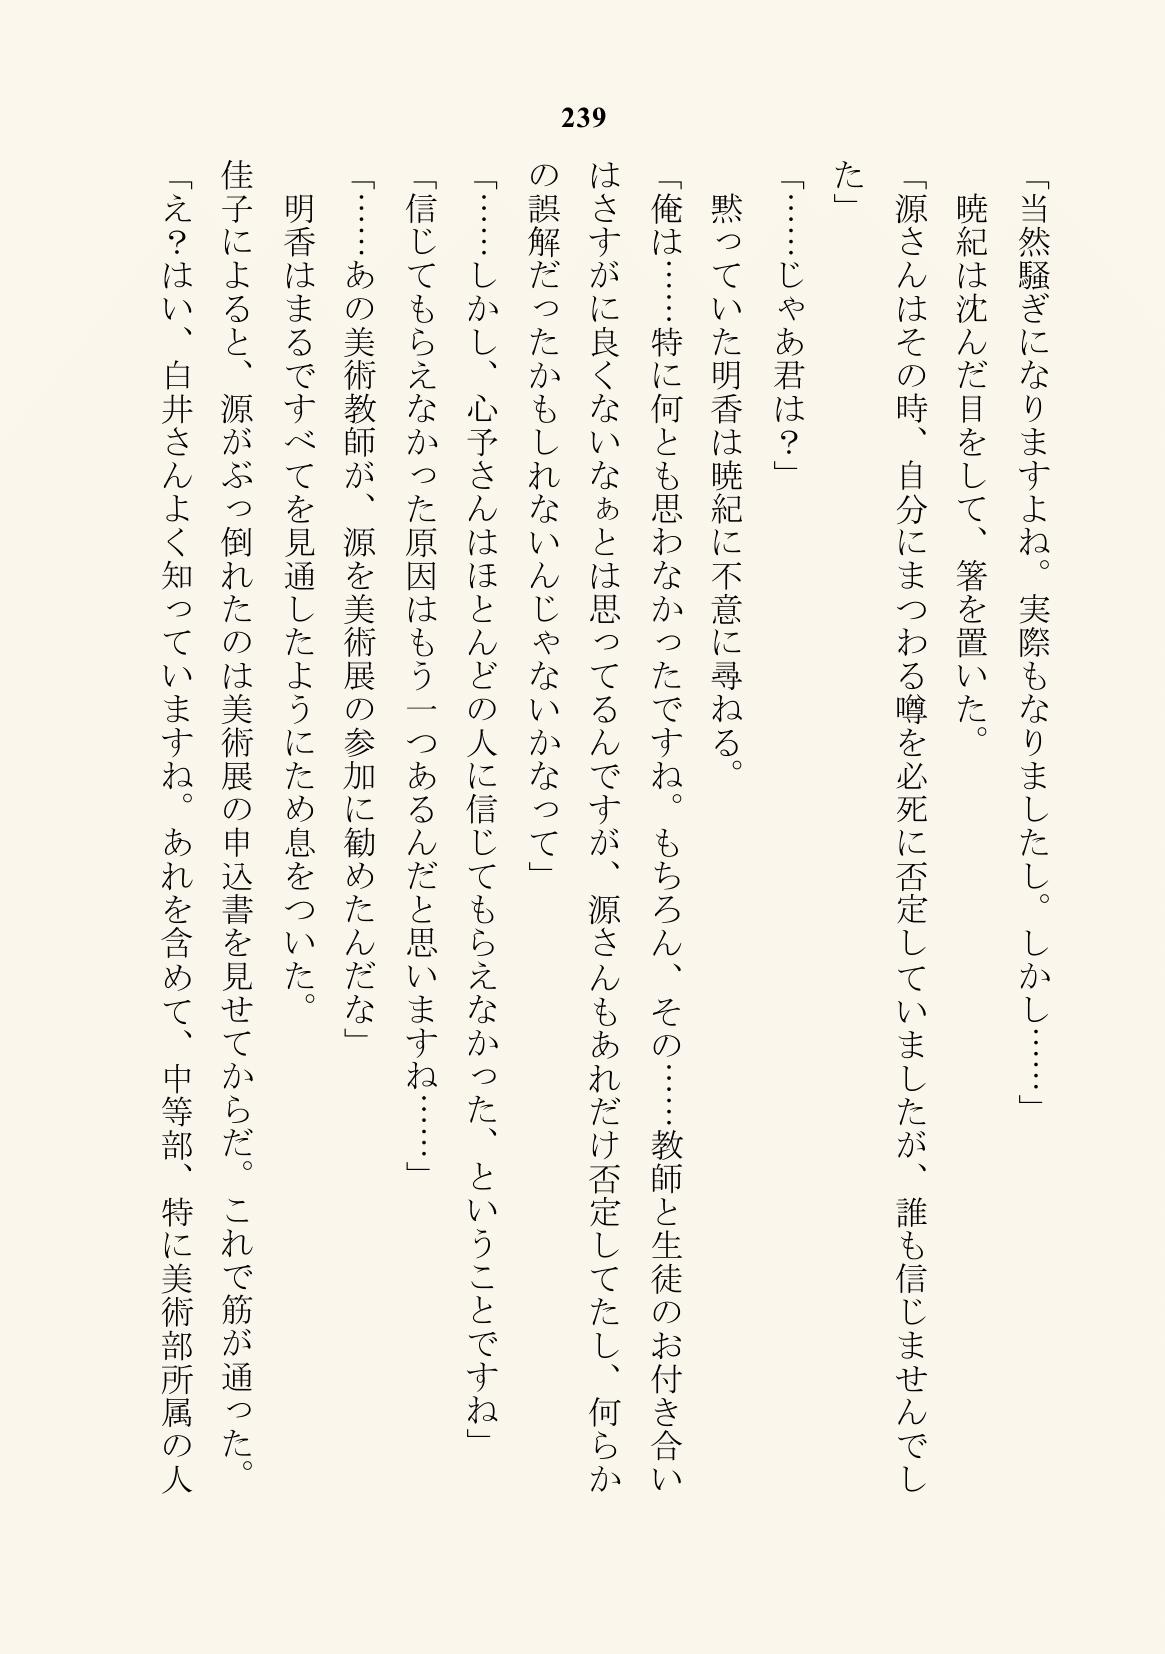 239
「当然騒ぎになりますよね。実際もなりましたし。しかし……」
暁紀は沈んだ目をして、箸を置いた。
「源さんはその時、自分にまつわる噂を必死に否定していましたが、誰も信じませんでし
た」
「……じゃあ君は？」
黙っていた明香は暁紀に不意に尋ねる。
「俺は……特に何とも思わなかったですね。もちろん、その……教師と生徒のお付き合い
はさすがに良くないなぁとは思ってるんですが、源さんもあれだけ否定してたし、何らか
の誤解だったかもしれないんじゃないかなって」
「……しかし、心予さんはほとんどの人に信じてもらえなかった、ということですね」
「信じてもらえなかった原因はもう一つあるんだと思いますね……」
「……あの美術教師が、源を美術展の参加に勧めたんだな」
明香はまるですべてを見通したようにため息をついた。
佳子によると、源がぶっ倒れたのは美術展の申込書を見せてからだ。これで筋が通った。
「え？はい、白井さんよく知っていますね。あれを含めて、中等部、特に美術部所属の人